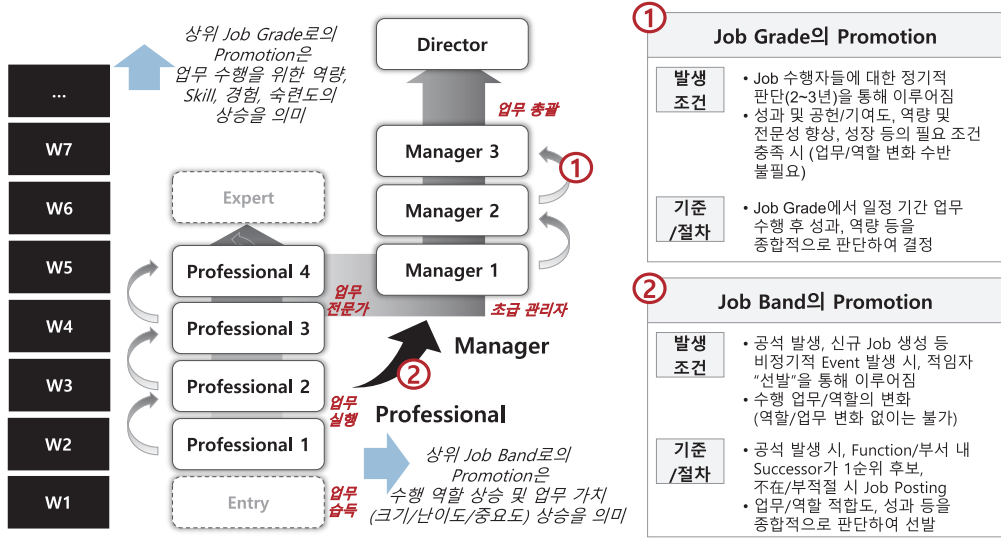 ...
W7
W6
W5
W4
W3
W2
W1
상위 Job Grade로의
Promotion은
업무 수행을 위한 역량,
Skill, 경험, 숙련도의
상승을 의미
Director
업무 총괄
Manager 3
Manager 2
Manager 1
①
초급 관리자
Expert
Professional 4
Professional 3
Professional 2
Professional 1
Entry
업무
전문가
업무
실행
업무
습득
②
Manager
Professional
상위 Job Band로의
Promotion은
수행 역할 상승 및 업무 가치
(크기/난이도/중요도) 상승을 의미
①
Job Grade의 Promotion
발생
조건
• Job 수행자들에 대한 정기적
판단(2~3년)을 통해 이루어짐
• 성과 및 공헌/기여도, 역량 및
전문성 향상, 성장 등의 필요 조건
충족 시 (업무/역할 변화 수반
불필요)
기준
/절차
• Job Grade에서 일정 기간 업무
수행 후 성과, 역량 등을
종합적으로 판단하여 결정
②
Job Band의 Promotion
발생
조건
• 공석 발생, 신규 Job 생성 등
비정기적 Event 발생 시, 적임자
“선발”을 통해 이루어짐
• 수행 업무/역할의 변화
(역할/업무 변화 없이는 불가)
기준
/절차
• 공석 발생 시, Function/부서 내
Successor가 1순위 후보,
不在/부적절 시 Job Posting
• 업무/역할 적합도, 성과 등을
종합적으로 판단하여 선발